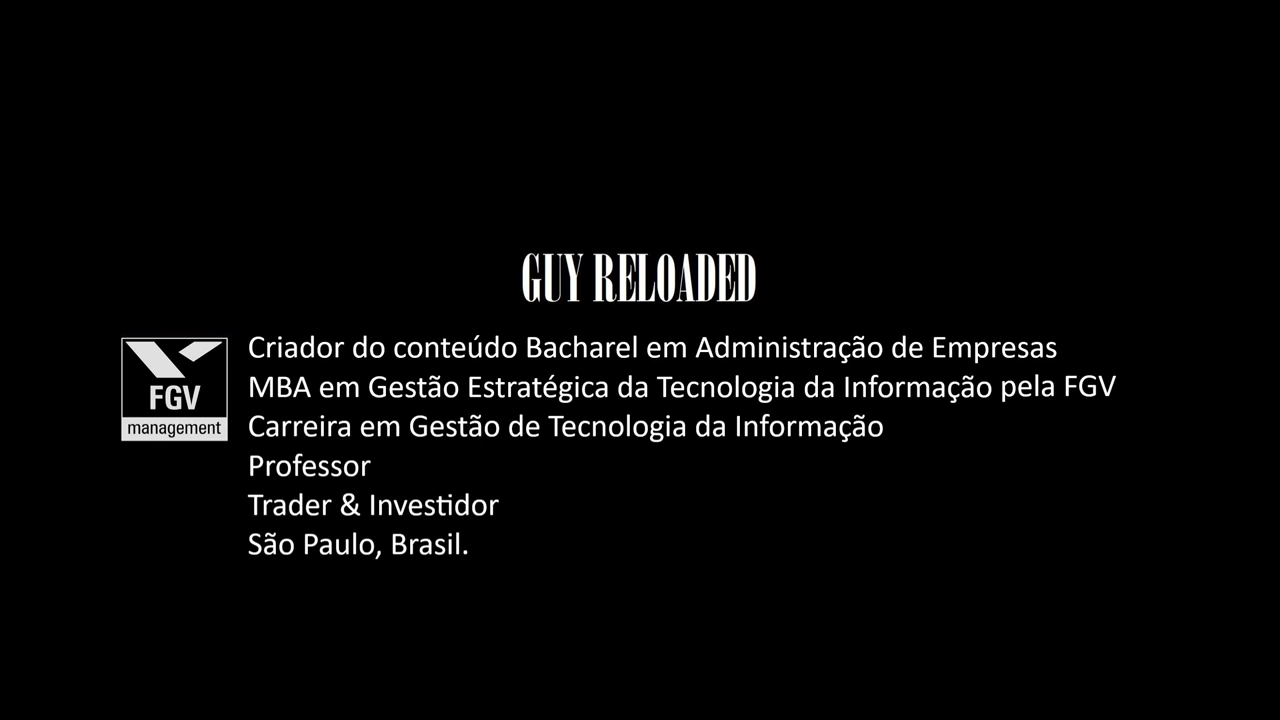 GUY RELOADED
Criador do conteúdo Bacharel em Administração de Empresas
MBA em Gestão Estratégica da Tecnologia da Informação pela FGV
Carreira em Gestão de Tecnologia da Informação
Professor
Trader & Investidor
São Paulo, Brasil.
FGV
management